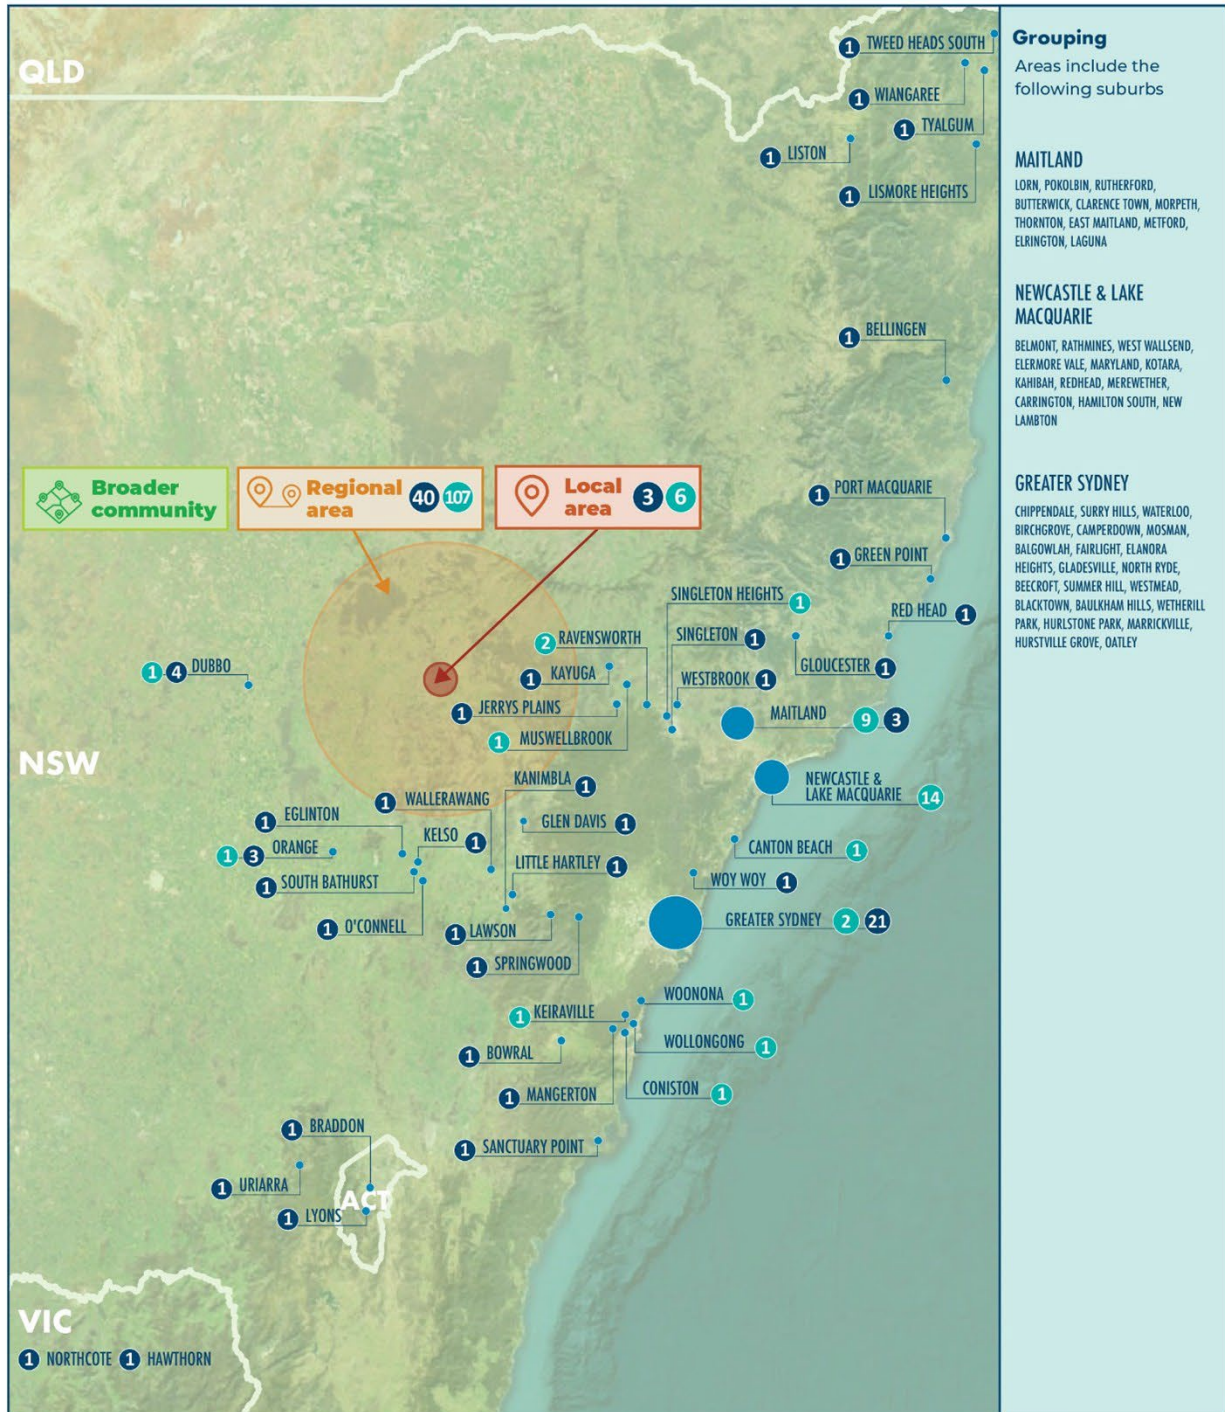 QLD
1 TWEED HEADS SOUTH
1 WIANGAREE
1 TYALGUM
1 LISTON
1 LISMORE HEIGHTS
1 BELLINGEN
Broader
community
Regional
area
40 107
Local
area
3 6
1 PORT MACQUARIE
1 GREEN POINT
RED HEAD 1
SINGLETON HEIGHTS 1
2 RAVENSWORTH
SINGLETON 1
GLOUCESTER 1
1 KAYUGA
WESTBROOK 1
1 4 DUBBO
1 JERRYS PLAINS
MAITLAND 9 3
1 MUSWELLBROOK
NSW
KANIMBLA 1
NEWCASTLE &
LAKE MACQUARIE 14
1 WALLERAWANG
1 EGLINTON
GLEN DAVIS 1
KELSO 1
1 3 ORANGE
CANTON BEACH 1
LITTLE HARTLEY 1
1 SOUTH BATHURST
WOY WOY 1
1 O'CONNELL
1 LAWSON
GREATER SYDNEY 2 21
1 SPRINGWOOD
WOONONA 1
1 KEIRAVILLE
WOLLONGONG 1
1 BOWRAL
1 MANGERTON
CONISTON 1
1 BRADDON
1 SANCTUARY POINT
1 URIARRA
ACT
1 LYONS
VIC
1 NORTHCOTE 1 HAWTHORN
Grouping
Areas include the
following suburbs
MAITLAND
LORN, POKOLBIN, RUTHERFORD,
BUTTERWICK, CLARENCE TOWN, MORPETH,
THORNTON, EAST MAITLAND, METFORD,
ELRINGTON, LAGUNA
NEWCASTLE & LAKE
MACQUARIE
BELMONT, RATHMINES, WEST WALLSEND,
ELERMORE VALE, MARYLAND, KOTARA,
KAHIBAH, REDHEAD, MEREWETHER,
CARRINGTON, HAMILTON SOUTH, NEW
LAMBTON
GREATER SYDNEY
CHIPPENDALE, SURRY HILLS, WATERLOO,
BIRCHGROVE, CAMPERDOWN, MOSMAN,
BALGOWLAH, FAIRLIGHT, ELANORA
HEIGHTS, GLADESVILLE, NORTH RYDE,
BEECROFT, SUMMER HILL, WESTMEAD,
BLACKTOWN, BAULKHAM HILLS, WETHERILL
PARK, HURLSTONE PARK, MARRICKVILLE,
HURSTVILLE GROVE, OATLEY